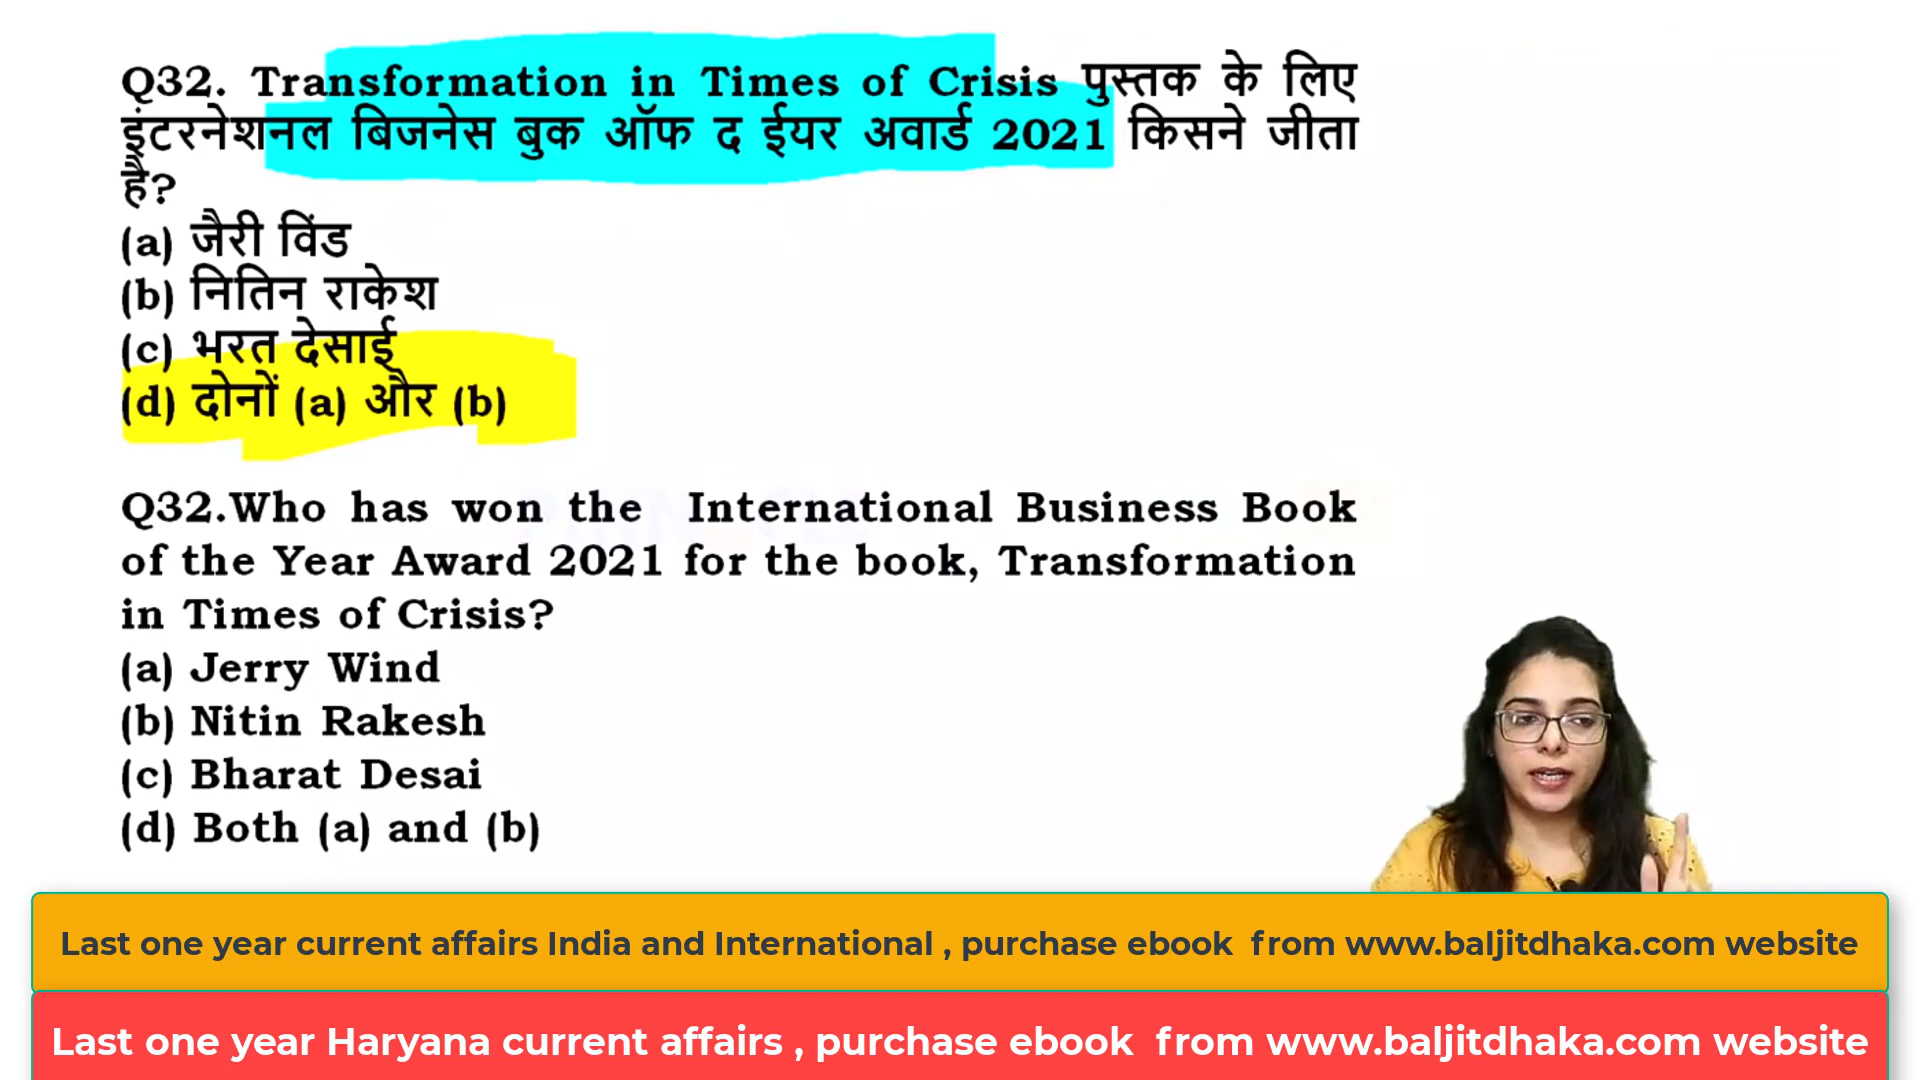 Q32. Transformation in Times of Crisis पुस्तक के लिए
इंटरनेशनल बिजनेस बुक ऑफ द ईयर अवार्ड 2021 किसने जीता
है?
(a) जैरी विंड
(b) नितिन राकेश
(c) भरत देसाई
(d) दोनों (a) और (b)
Q32.Who has won the International Business Book
of the Year Award 2021 for the book, Transformation
in Times of Crisis?
(a) Jerry Wind
(b) Nitin Rakesh
(c) Bharat Desai
(d) Both (a) and (b)
Last one year current affairs India and International , purchase ebook from www.baljitdhaka.com website
Last one year Haryana current affairs , purchase ebook from www.baljitdhaka.com website